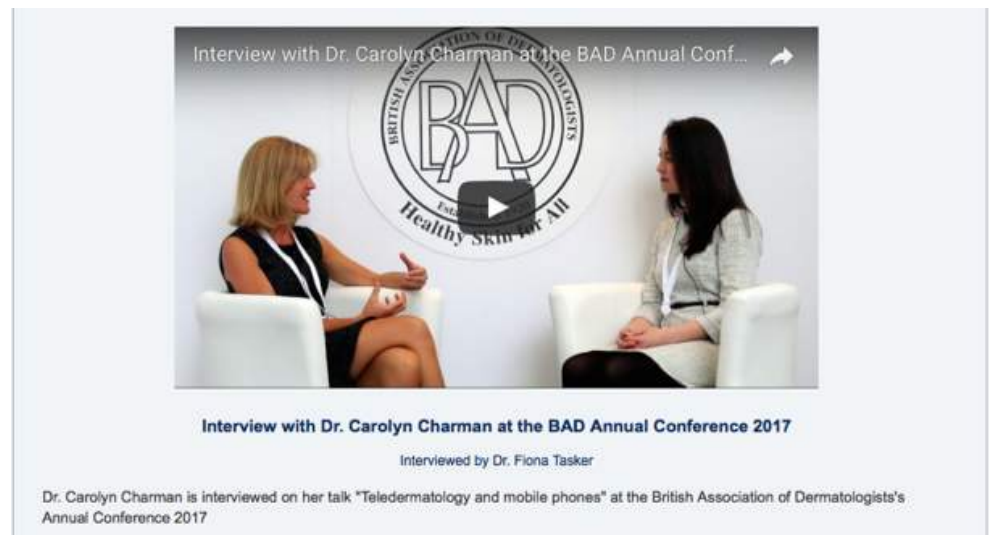 Interview with Dr. Carolyn Charman at the BAD Annual Conf...
BRITISH ASSOCIATION OF DERMATOLOGISTS
BAD
Healthy Skin for All
Interview with Dr. Carolyn Charman at the BAD Annual Conference 2017
Interviewed by Dr. Fiona Tasker
Dr. Carolyn Charman is interviewed on her talk "Teledermatology and mobile phones" at the British Association of Dermatologists's
Annual Conference 2017